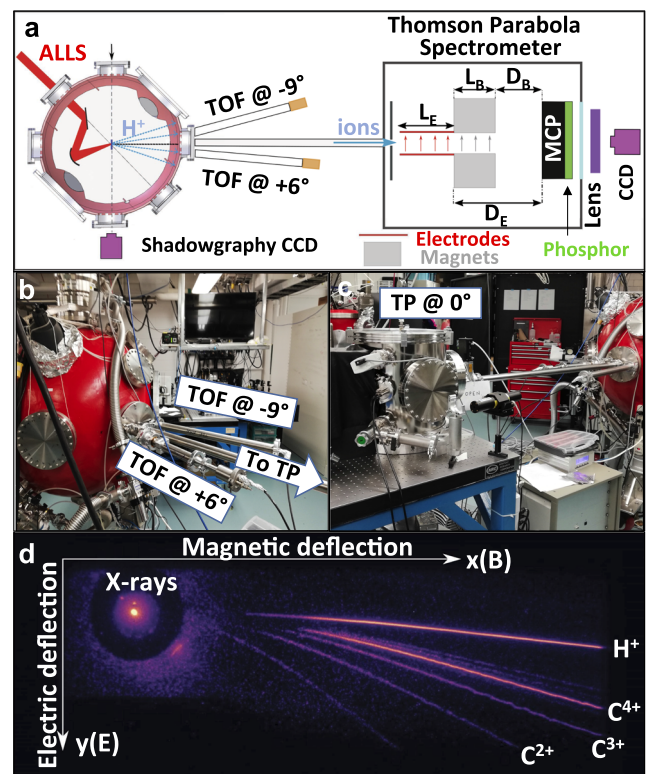 a
ALLS
H⁺
TOF @ -9°
TOF @ +6°
Shadowgraphy CCD
Thomson Parabola
Spectrometer
ions
L_E
L_B
D_B
D_E
MCP
Lens
CCD
Electrodes
Magnets
Phosphor
b
TOF @ -9°
To TP
TOF @ +6°
c
TP @ 0°
OPEN
d
Magnetic deflection
x(B)
X-rays
Electric deflection
y(E)
H⁺
C⁴⁺
C³⁺
C²⁺